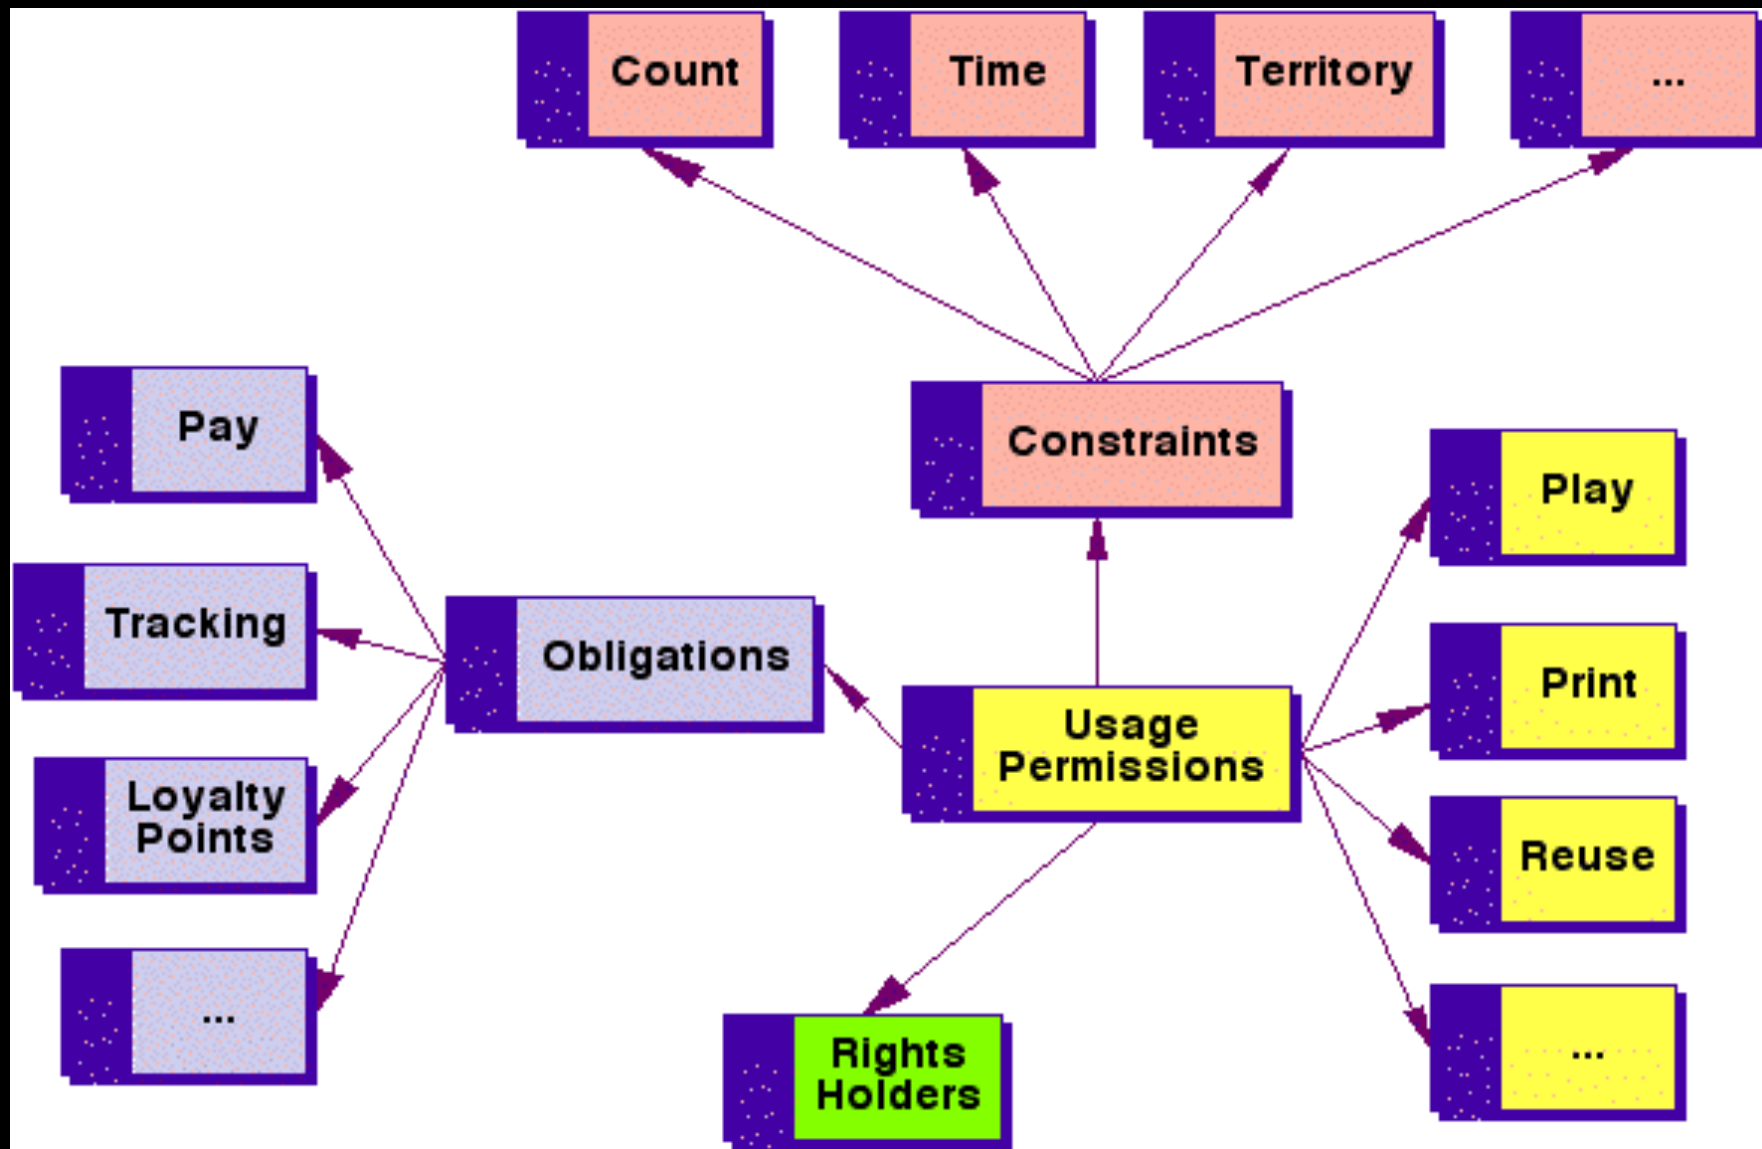 Count
Time
Territory
...
Pay
Constraints
Play
Tracking
Obligations
Print
Usage
Permissions
Loyalty
Points
Reuse
...
Rights
Holders
...